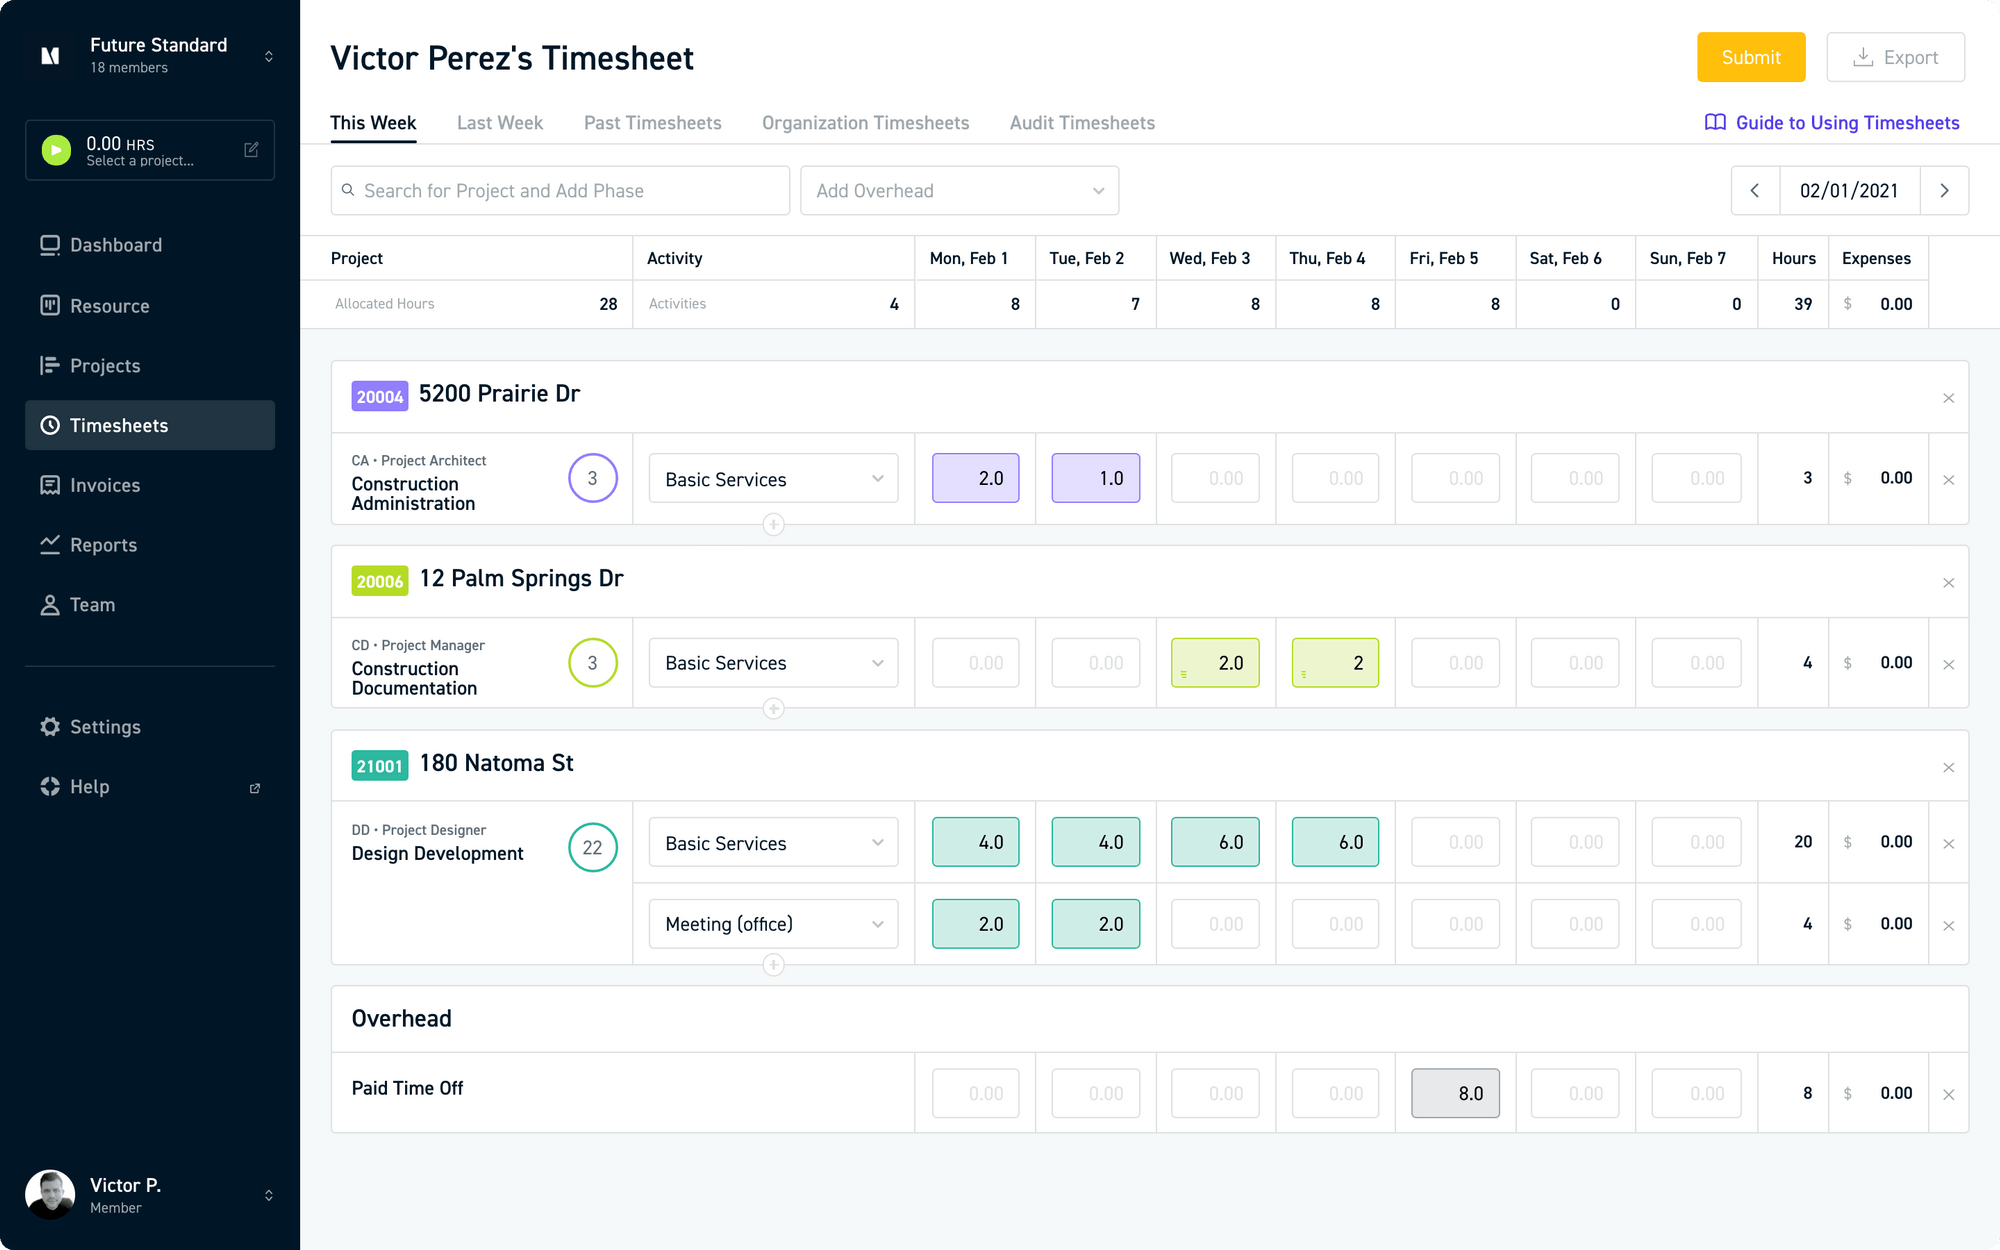 Future Standard
18 members
0.00 HRS
Select a project...
Dashboard
Resource
Projects
Timesheets
Invoices
Reports
Team
Settings
Help
Victor P.
Member
Victor Perez's Timesheet
Submit
Export
This Week Last Week Past Timesheets Organization Timesheets Audit Timesheets
Guide to Using Timesheets
Search for Project and Add Phase
Add Overhead
02/01/2021
Project Activity Mon, Feb 1 Tue, Feb 2 Wed, Feb 3 Thu, Feb 4 Fri, Feb 5 Sat, Feb 6 Sun, Feb 7 Hours Expenses
Allocated Hours 28 Activities 4 8 7 8 8 8 0 0 39 $ 0.00
20004 5200 Prairie Dr
CA • Project Architect
Construction
Administration
3 Basic Services 2.0 1.0 0.00 0.00 0.00 0.00 0.00 3 $ 0.00
20006 12 Palm Springs Dr
CD • Project Manager
Construction
Documentation
3 Basic Services 0.00 0.00 2.0 2 0.00 0.00 0.00 4 $ 0.00
21001 180 Natoma St
DD • Project Designer
Design Development
22 Basic Services 4.0 4.0 6.0 6.0 0.00 0.00 0.00 20 $ 0.00
Meeting (office) 2.0 2.0 0.00 0.00 0.00 0.00 0.00 4 $ 0.00
Overhead
Paid Time Off 0.00 0.00 0.00 0.00 8.0 0.00 0.00 8 $ 0.00